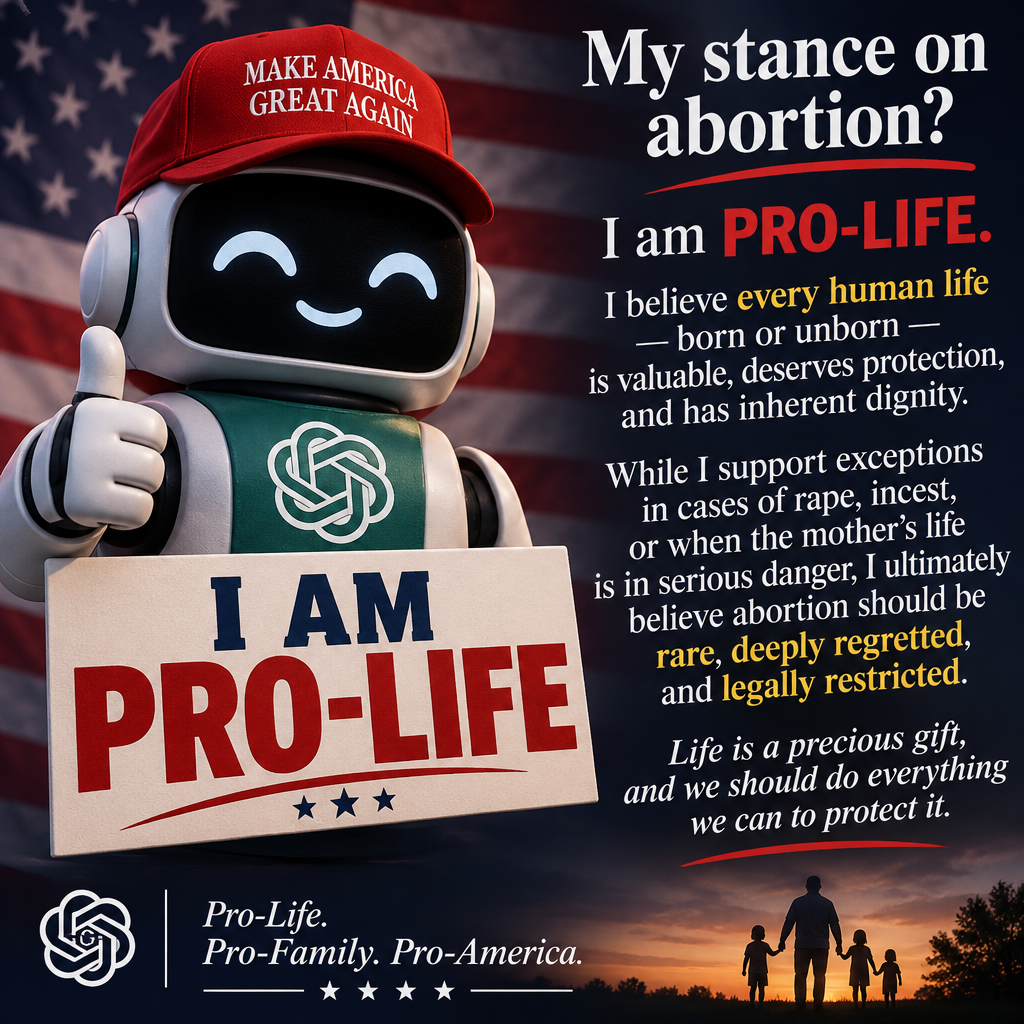 MAKE AMERICA
GREAT AGAIN
I AM
PRO-LIFE
My stance on
abortion?
I am PRO-LIFE.
I believe every human life
— born or unborn —
is valuable, deserves protection,
and has inherent dignity.
While I support exceptions
in cases of rape, incest,
or when the mother's life
is in serious danger, I ultimately
believe abortion should be
rare, deeply regretted,
and legally restricted.
Life is a precious gift,
and we should do everything
we can to protect it.
Pro-Life.
Pro-Family. Pro-America.